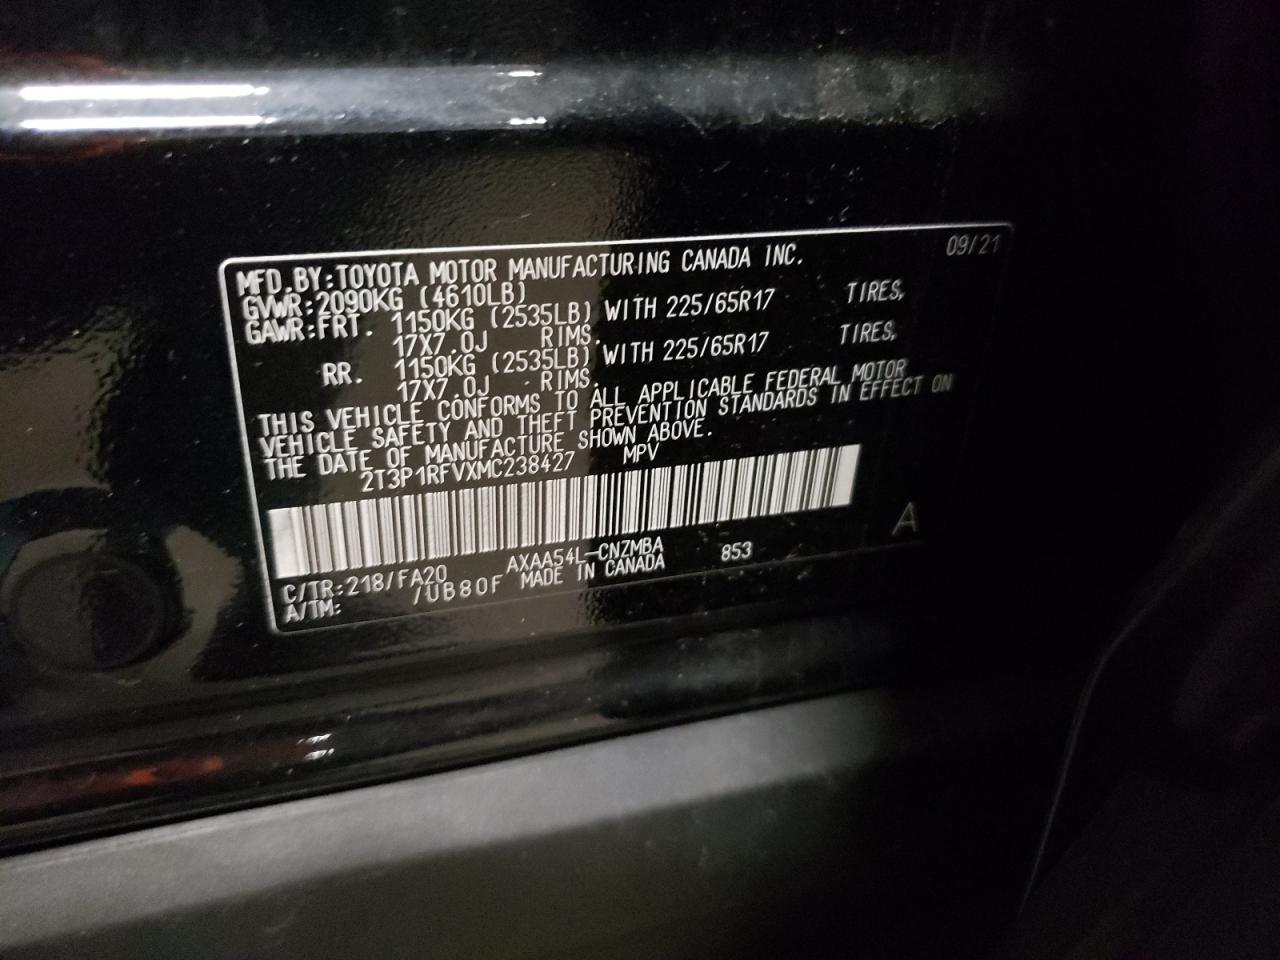 09/21
MFD.BY:TOYOTA MOTOR MANUFACTURING CANADA INC.
GVWR:2090KG (4610LB)
GAWR:FRT. 1150KG (2535LB) WITH 225/65R17 TIRES,
17X7.0J RIMS.
RR. 1150KG (2535LB) WITH 225/65R17 TIRES,
17X7.0J RIMS.
THIS VEHICLE CONFORMS TO ALL APPLICABLE FEDERAL MOTOR
VEHICLE SAFETY AND THEFT PREVENTION STANDARDS IN EFFECT ON
THE DATE OF MANUFACTURE SHOWN ABOVE.
2T3P1RFVXMC238427 MPV
A
C/TR:218/FA20 AXAA54L-CNZMBA 853
A/TM: /UB80F MADE IN CANADA